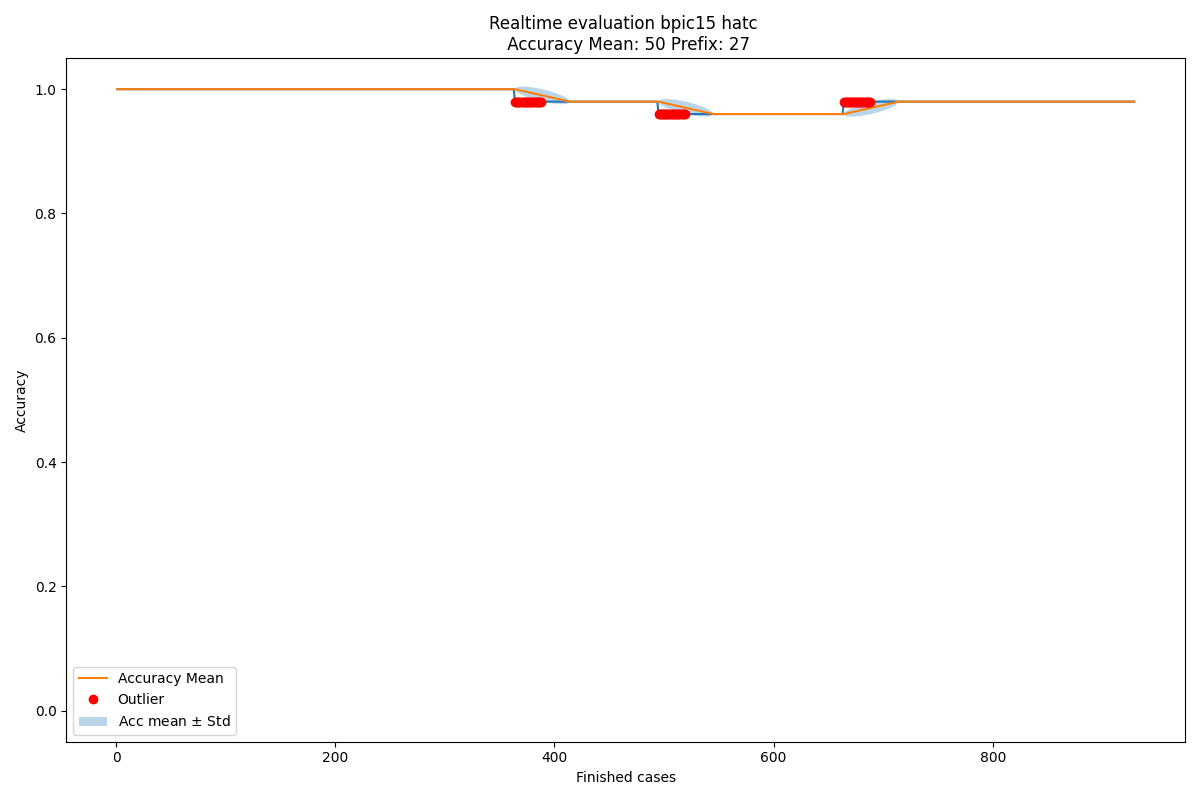 Realtime evaluation bpic15 hatc
Accuracy Mean: 50 Prefix: 27
Accuracy
1.0
0.8
0.6
0.4
0.2
0.0
Accuracy Mean
Outlier
Acc mean ± Std
0 200 400 600 800
Finished cases